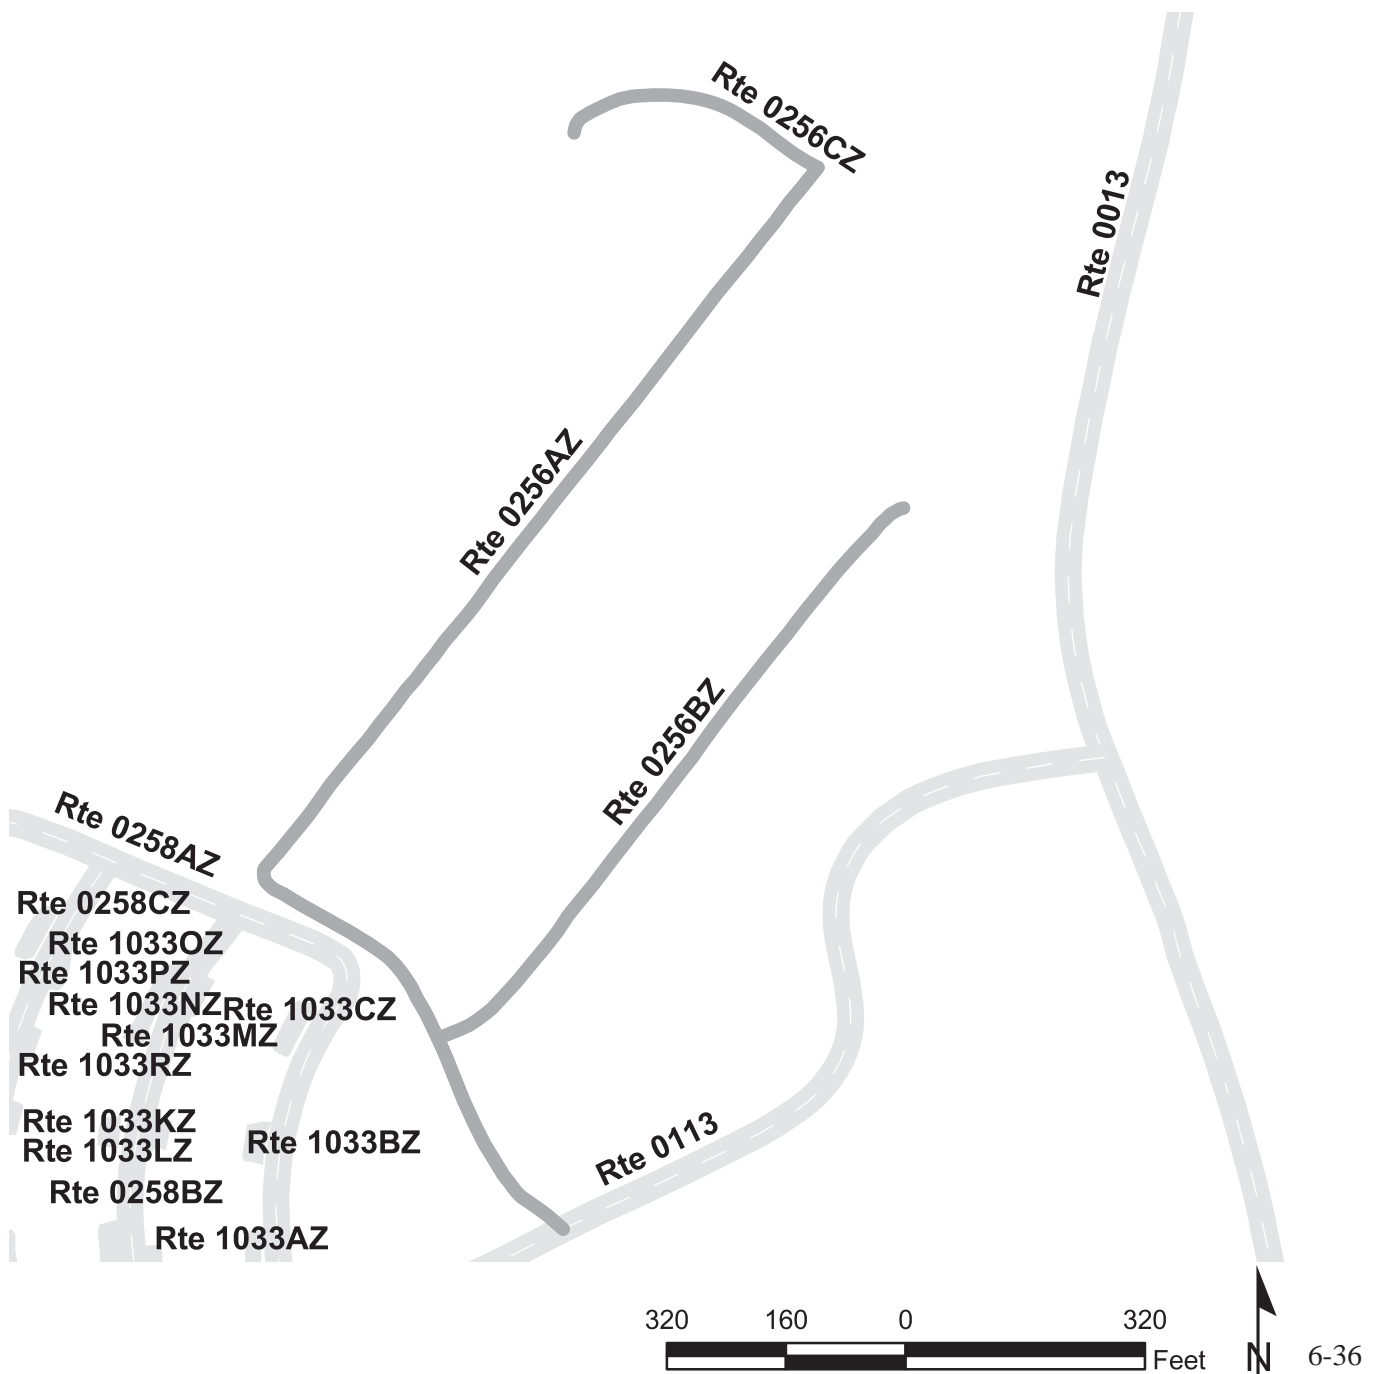 Rte 0256CZ
Rte 0013
Rte 0256AZ
Rte 0256BZ
Rte 0258AZ
Rte 0258CZ
Rte 1033OZ
Rte 1033PZ
Rte 1033NZ
Rte 1033CZ
Rte 1033MZ
Rte 1033RZ
Rte 1033KZ
Rte 0113
Rte 1033BZ
Rte 1033LZ
Rte 0258BZ
Rte 1033AZ
320 160 0 320
Feet
N
6-36